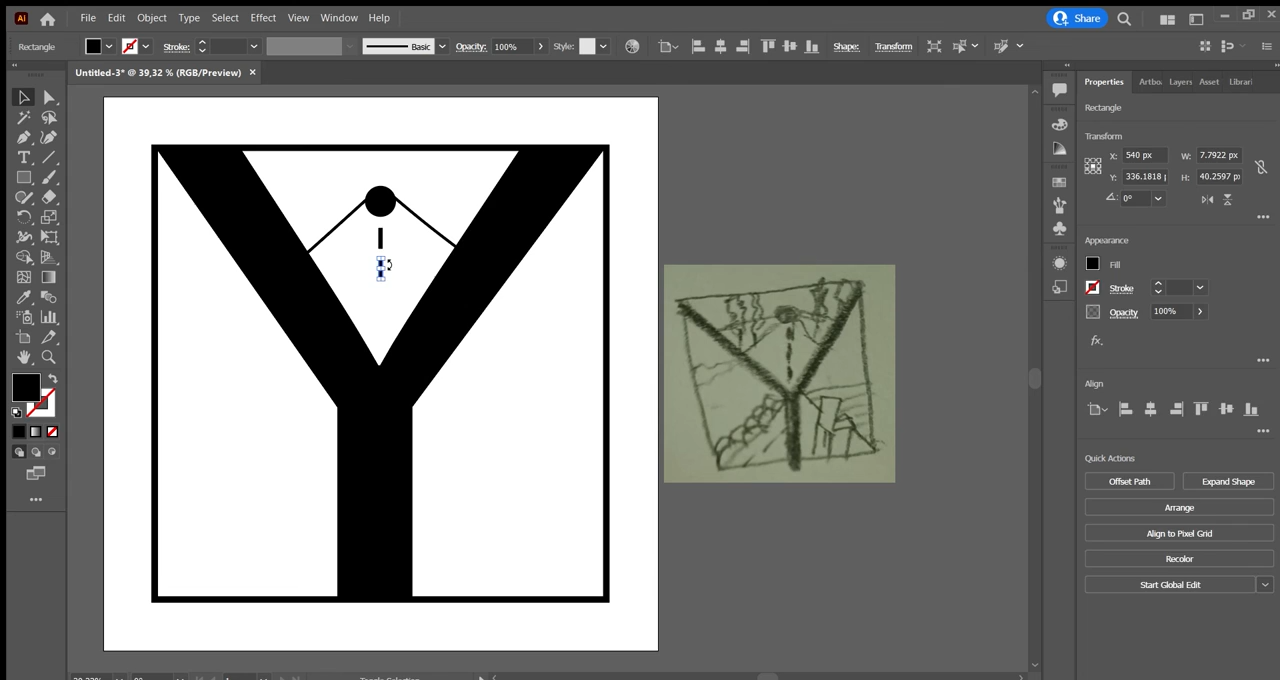 Ai File Edit Object Type Select Effect View Window Help Share
Rectangle Stroke: Basic Opacity: 100% Style: Shape: Transform
Untitled-3* @ 39,32 % (RGB/Preview) ×
Properties Artbo Layers Asset Librari
Rectangle
Transform
X: 540 px W: 7.7922 px
Y: 336.1818 H: 40.2597 p
0°
Appearance
Fill
Stroke
Opacity 100%
fx.
Align
Quick Actions
Offset Path Expand Shape
Arrange
Align to Pixel Grid
Recolor
Start Global Edit
Y